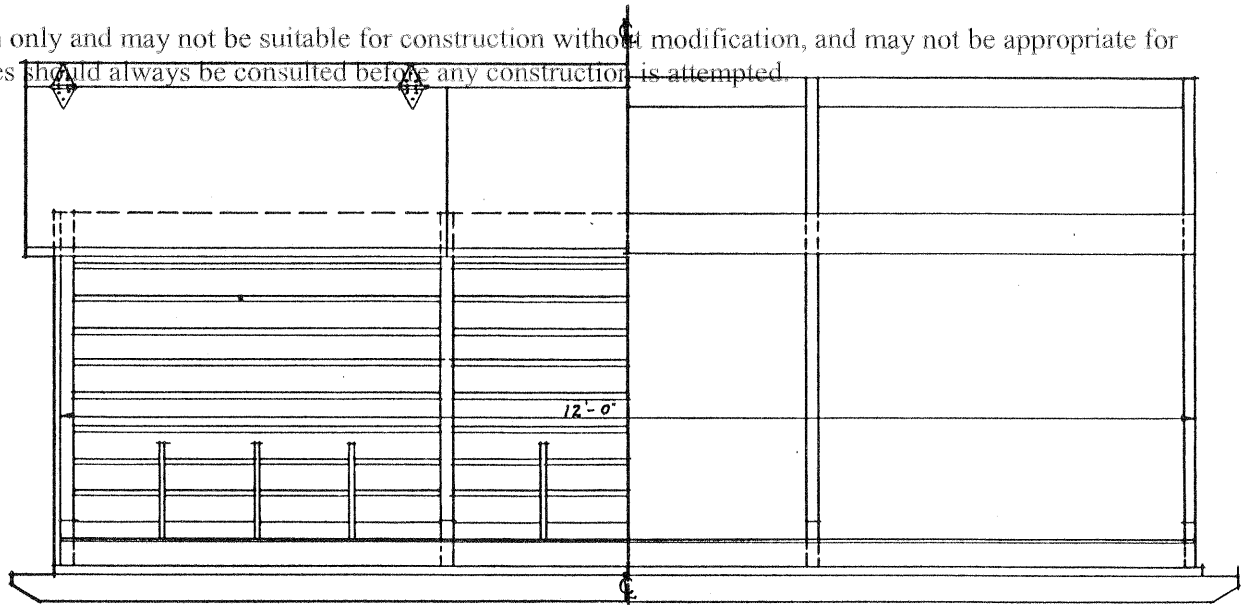 only and may not be suitable for construction without modification, and may not be appropriate for
should always be consulted before any construction is attempted.
12'-0"